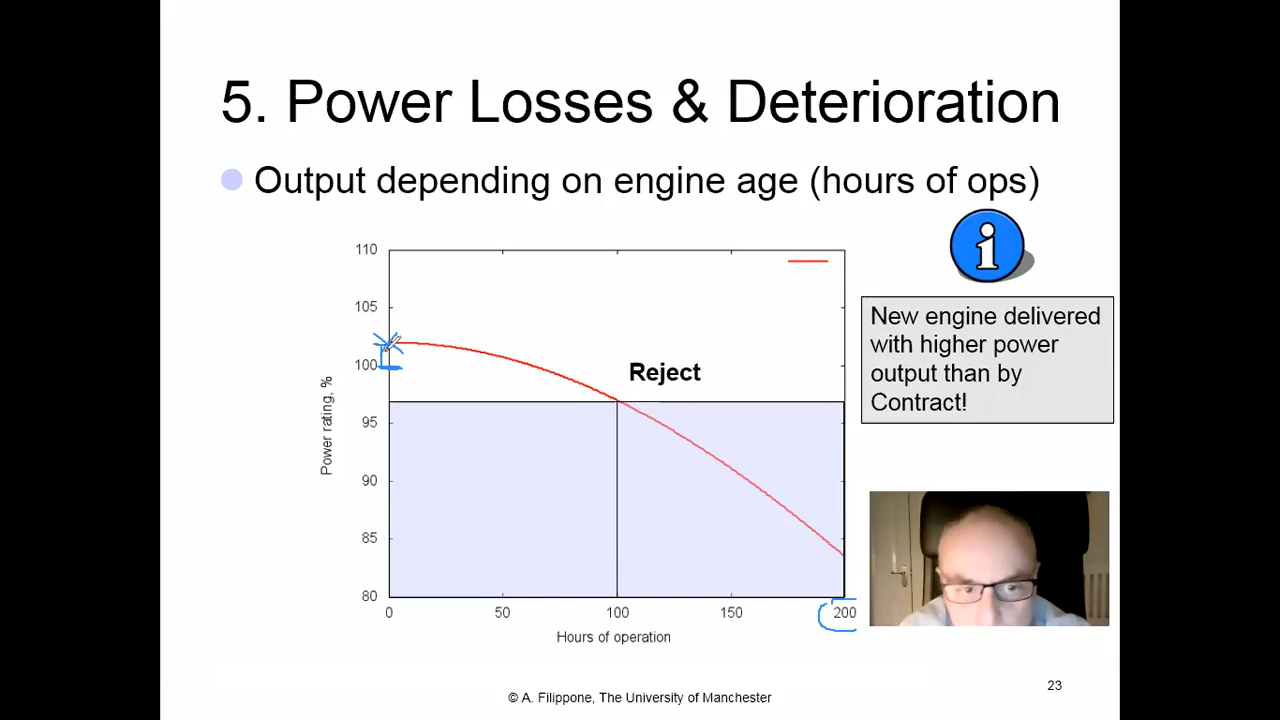 5. Power Losses & Deterioration
Output depending on engine age (hours of ops)
i
New engine delivered
with higher power
output than by
Contract!
110
105
100
95
90
85
80
Power rating, %
Reject
0 50 100 150 200
Hours of operation
© A. Filippone, The University of Manchester
23